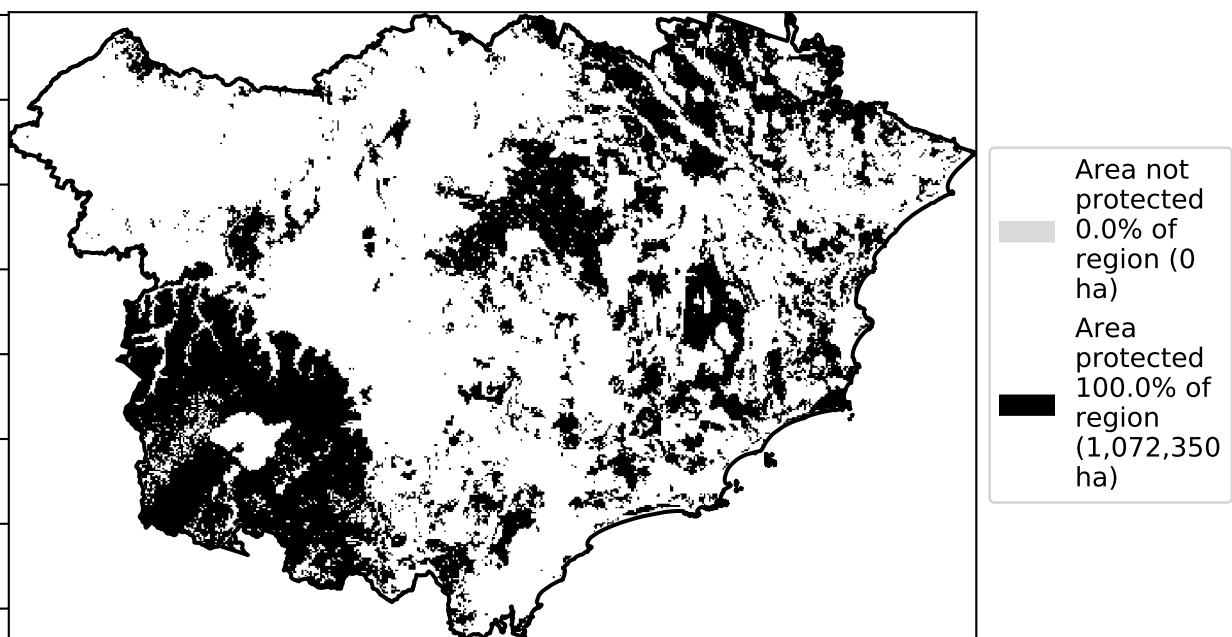 Area not
protected
0.0% of
region (0
ha)
Area
protected
100.0% of
region
(1,072,350
ha)